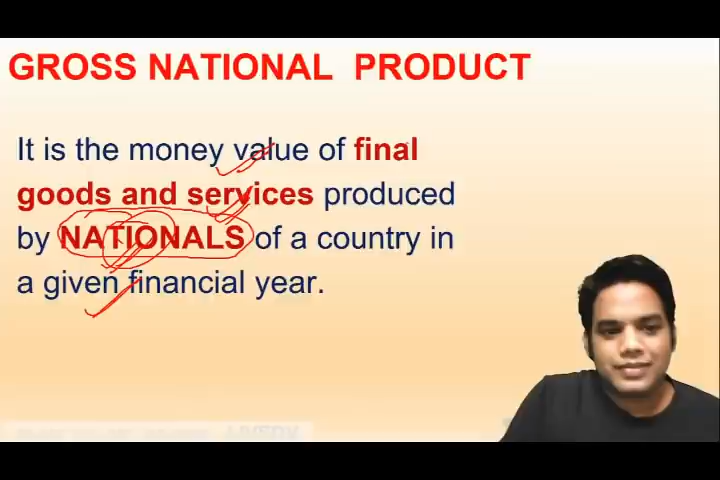 GROSS NATIONAL PRODUCT
It is the money value of final
goods and services produced
by NATIONALS of a country in
a given financial year.